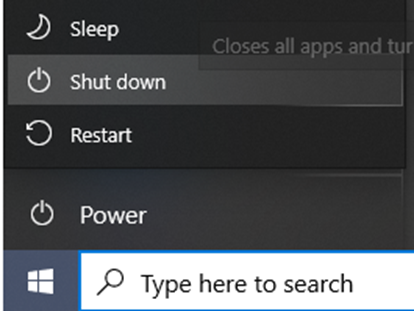 Sleep
Closes all apps and tur
Shut down
Restart
Power
Type here to search